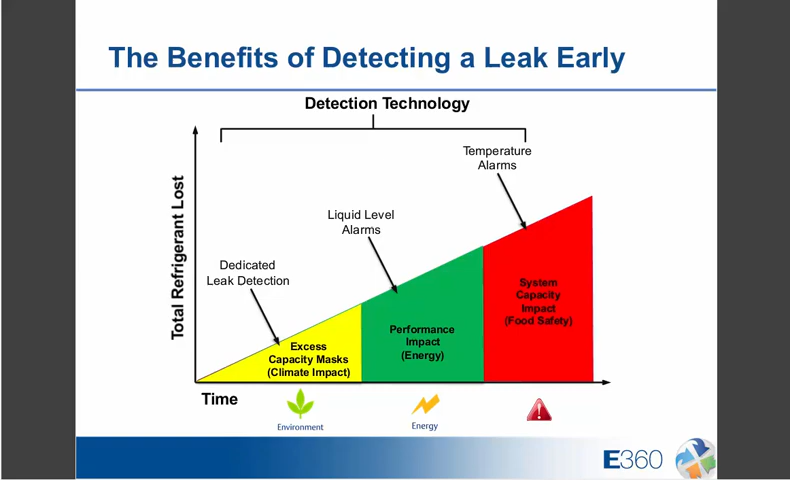 The Benefits of Detecting a Leak Early
Detection Technology
Temperature
Alarms
Liquid Level
Alarms
Dedicated
Leak Detection
Total Refrigerant Lost
System
Capacity
Impact
(Food Safety)
Performance
Impact
(Energy)
Excess
Capacity Masks
(Climate Impact)
Time
Environment
Energy
E360